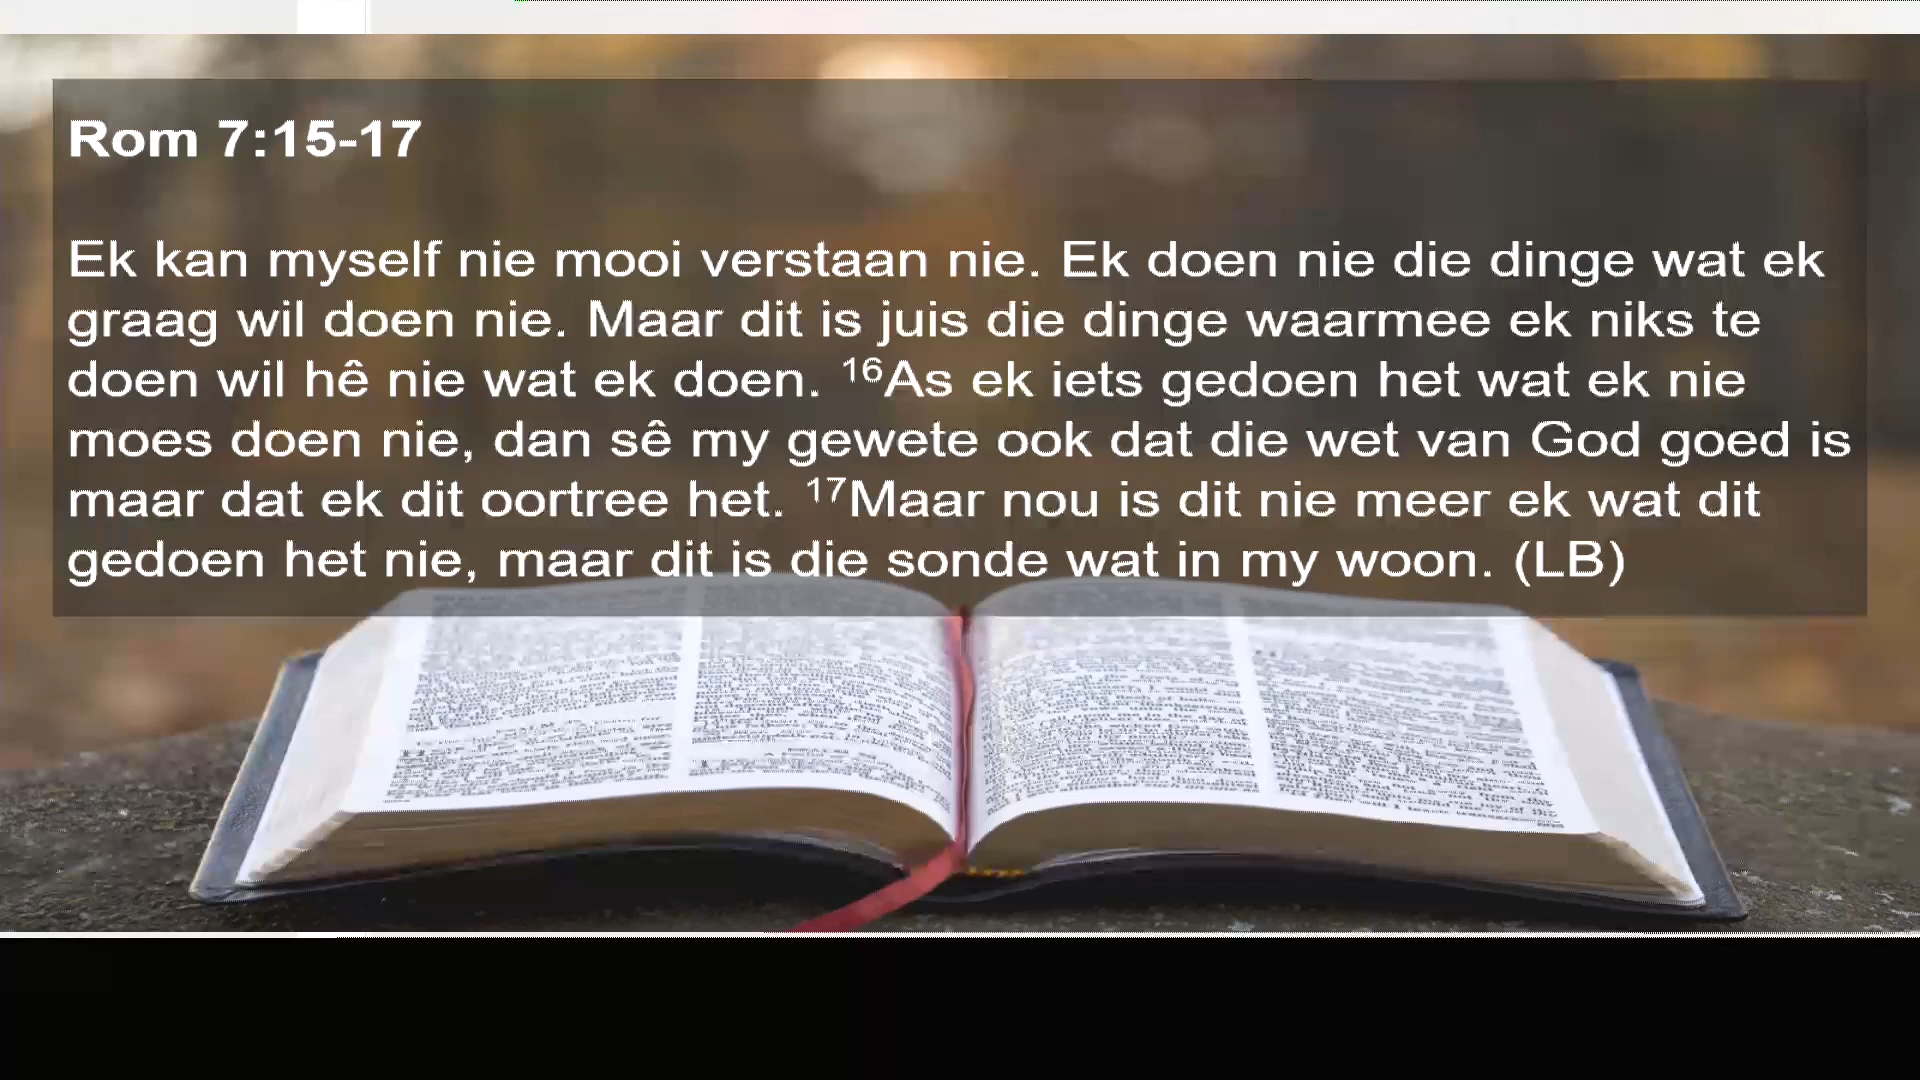 Rom 7:15-17
Ek kan myself nie mooi verstaan nie. Ek doen nie die dinge wat ek
graag wil doen nie. Maar dit is juis die dinge waarmee ek niks te
doen wil hê nie wat ek doen. ¹⁶As ek iets gedoen het wat ek nie
moes doen nie, dan sê my gewete ook dat die wet van God goed is
maar dat ek dit oortree het. ¹⁷Maar nou is dit nie meer ek wat dit
gedoen het nie, maar dit is die sonde wat in my woon. (LB)